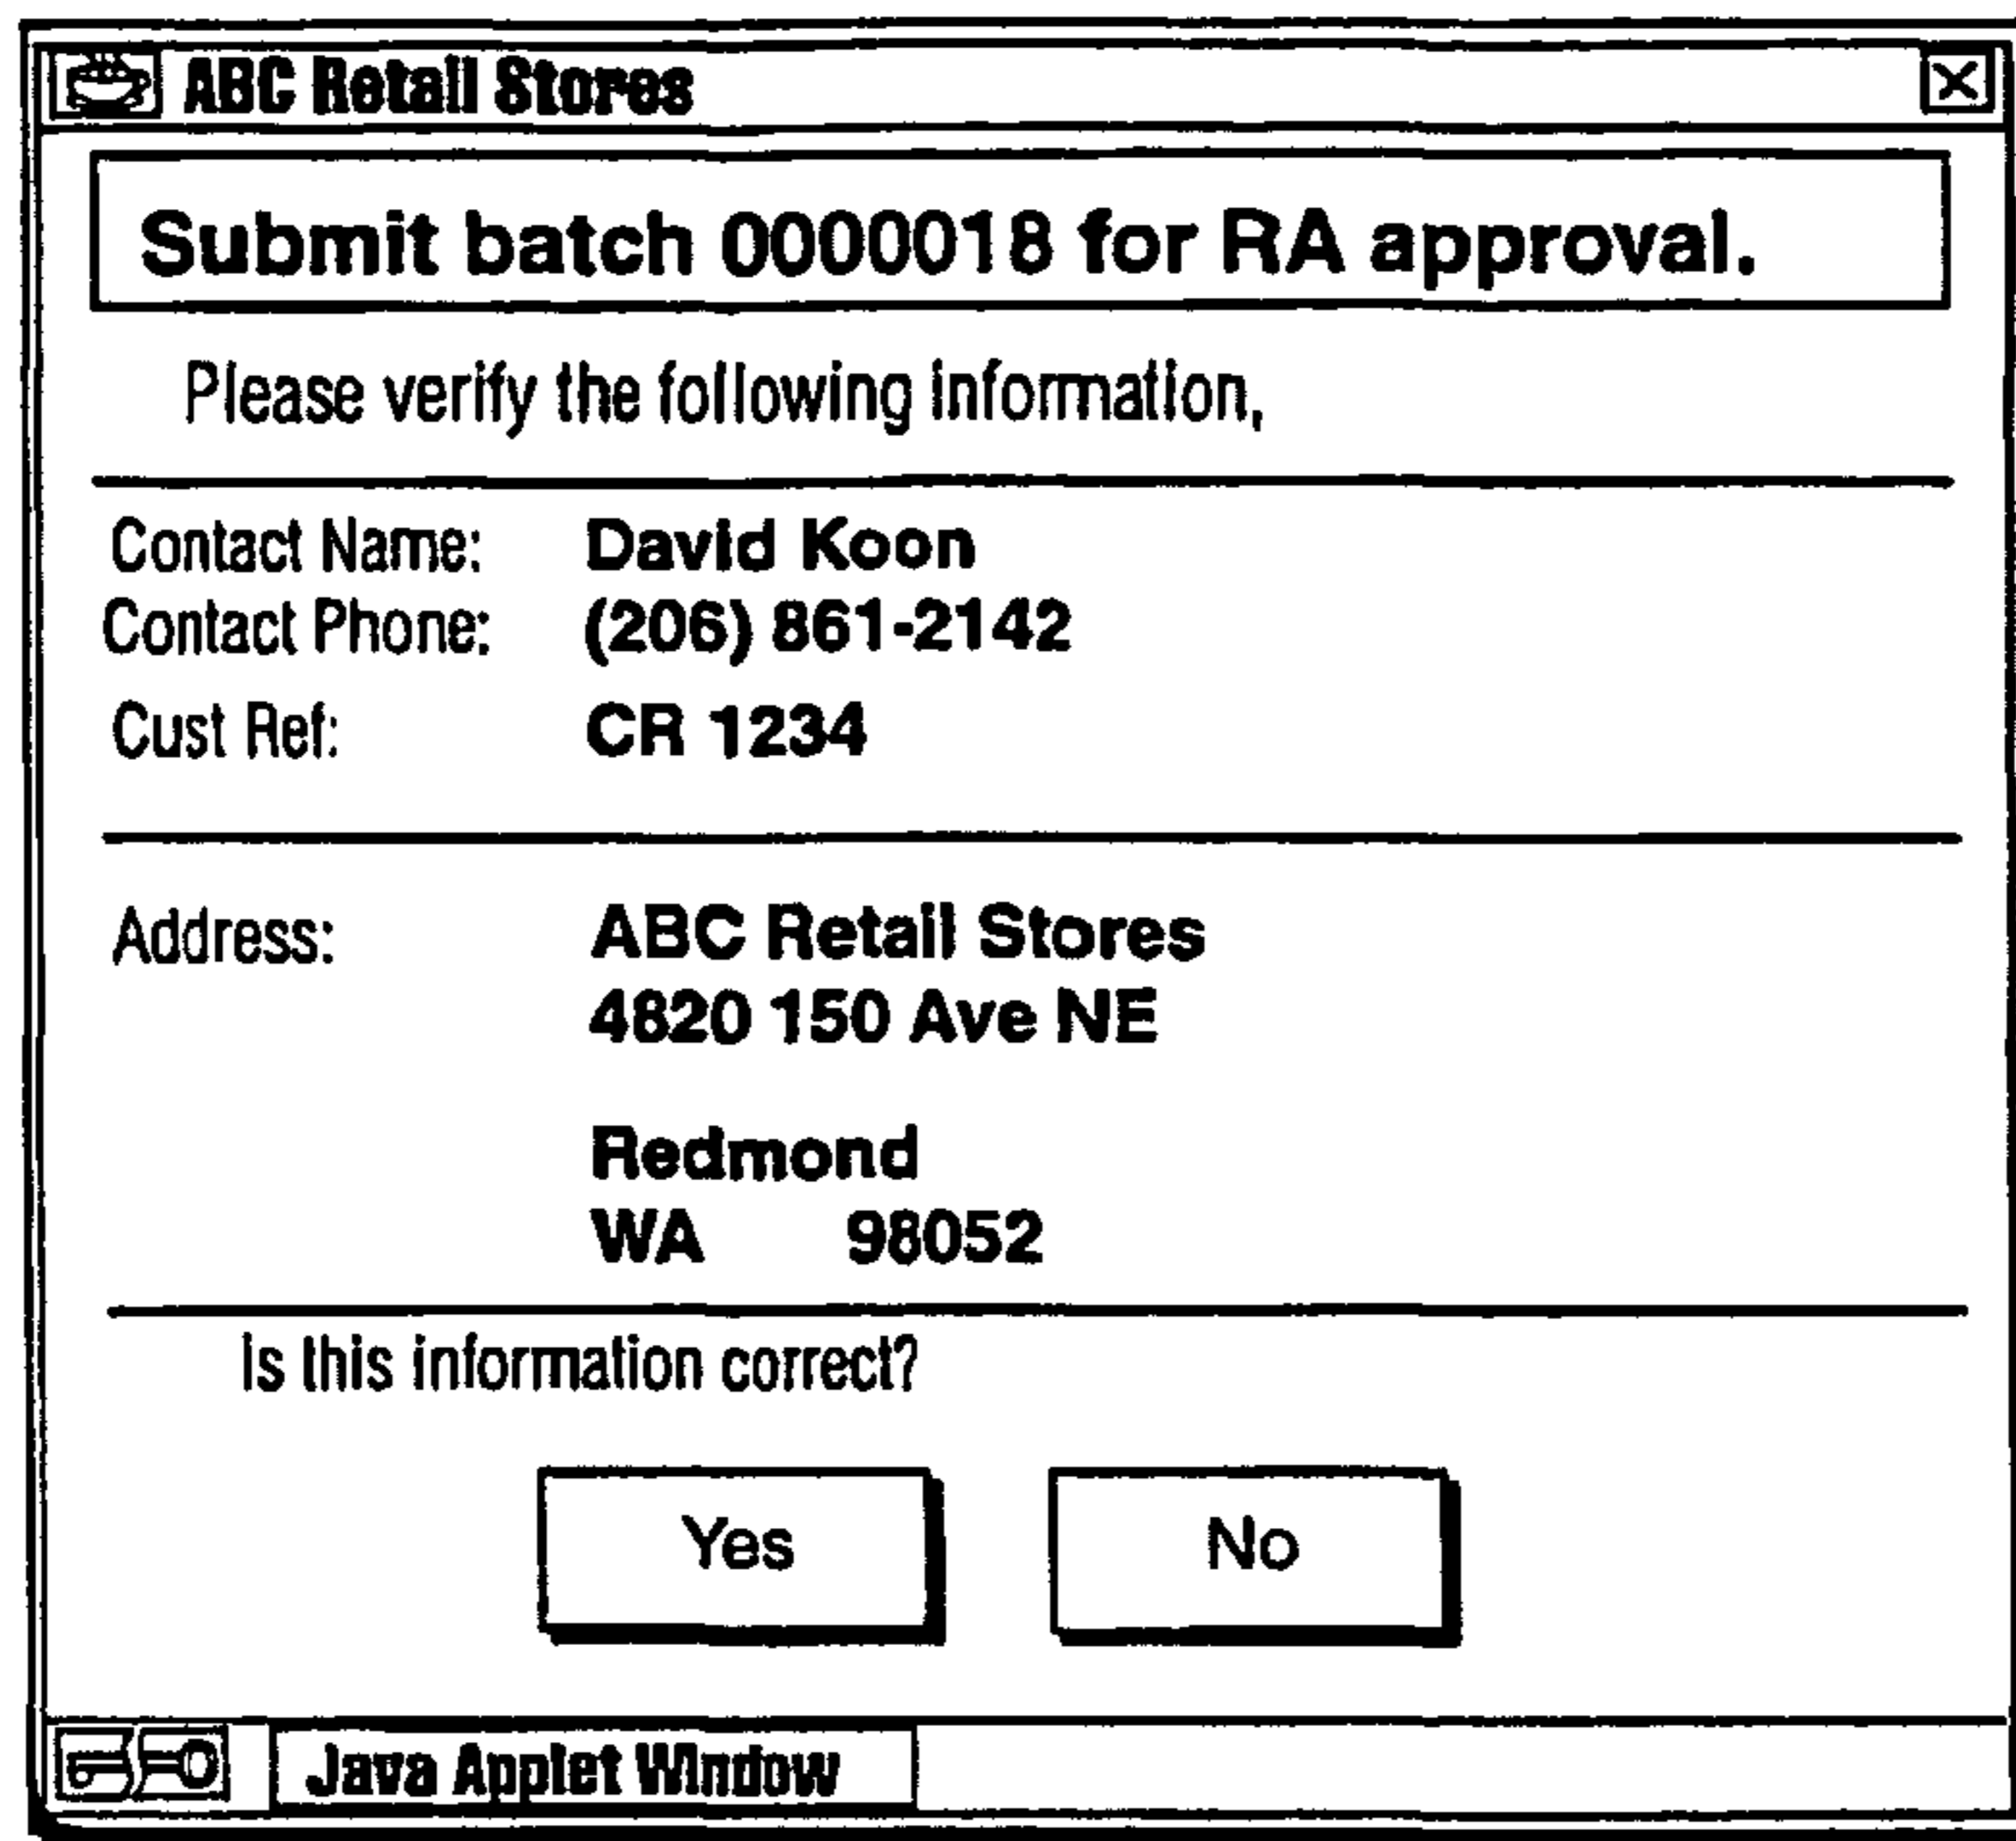 ABC Retail Stores
Submit batch 0000018 for RA approval.
Please verify the following information,
Contact Name: David Koon
Contact Phone: (206) 861-2142
Cust Ref: CR 1234
Address: ABC Retail Stores
4820 150 Ave NE
Redmond
WA 98052
Is this information correct?
Yes No
Java Applet Window